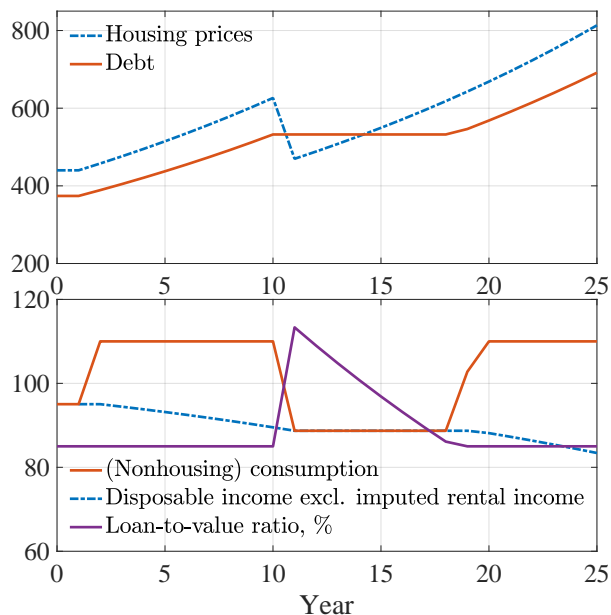 800
Housing prices
Debt
600
400
200
0 5 10 15 20 25
120
100
80
(Nonhousing) consumption
Disposable income excl. imputed rental income
Loan-to-value ratio, %
60
0 5 10 15 20 25
Year